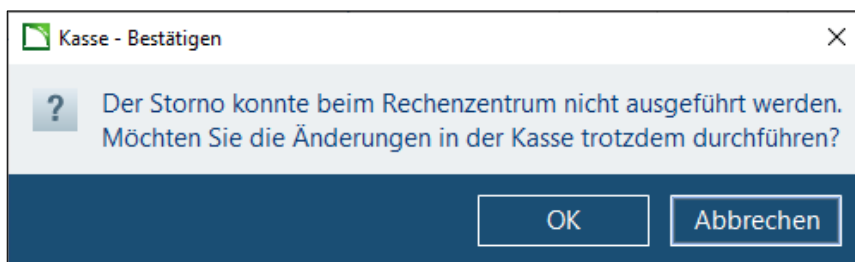 Kasse - Bestätigen
?
Der Storno konnte beim Rechenzentrum nicht ausgeführt werden.
Möchten Sie die Änderungen in der Kasse trotzdem durchführen?
OK
Abbrechen